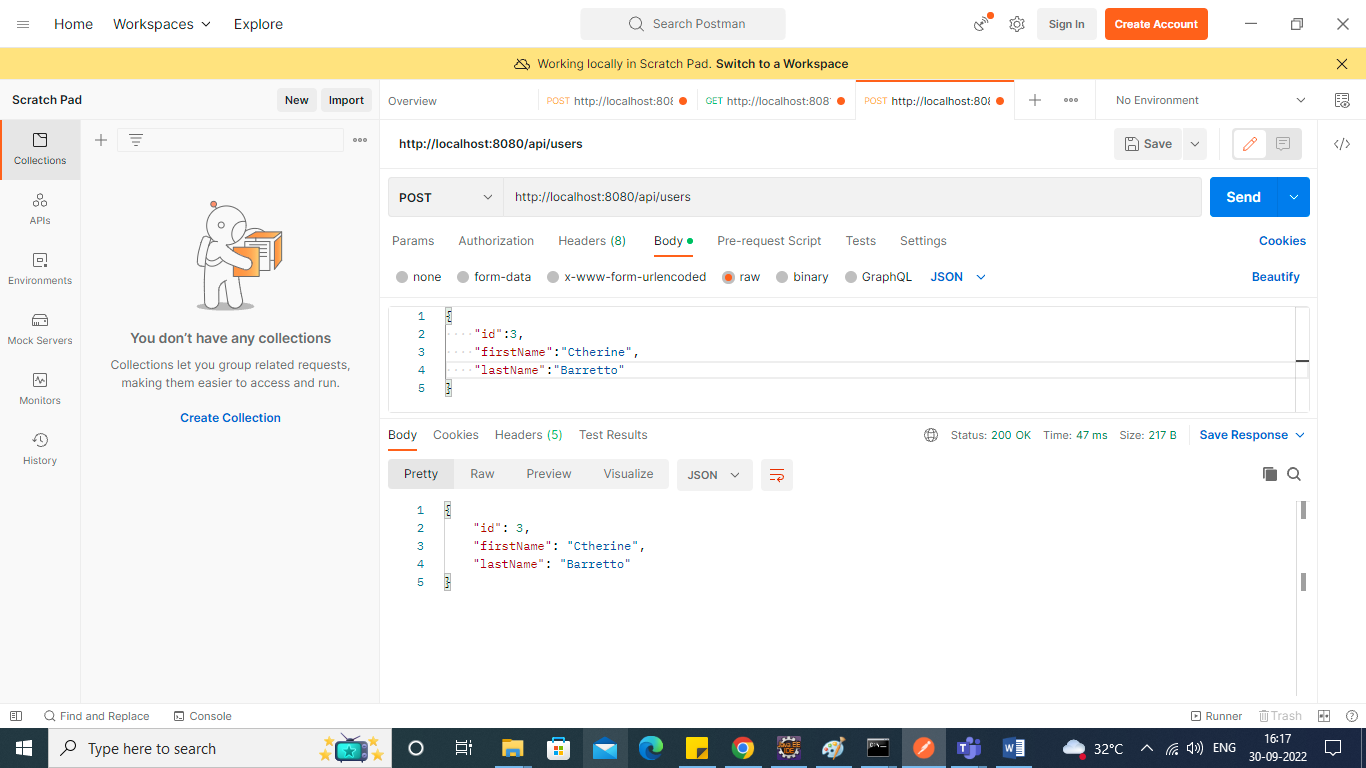 Home Workspaces Explore Search Postman Sign In Create Account
Working locally in Scratch Pad. Switch to a Workspace
Scratch Pad New Import Overview POST http://localhost:808 GET http://localhost:808 POST http://localhost:808 No Environment
http://localhost:8080/api/users Save
Collections
POST http://localhost:8080/api/users Send
APIs
Params Authorization Headers (8) Body Pre-request Script Tests Settings Cookies
Environments
none form-data x-www-form-urlencoded raw binary GraphQL JSON Beautify
Mock Servers
Monitors
History
You don't have any collections
Collections let you group related requests,
making them easier to access and run.
Create Collection
1 {
2 "id":3,
3 "firstName":"Ctherine",
4 "lastName":"Barretto"
5 }
Body Cookies Headers (5) Test Results Status: 200 OK Time: 47 ms Size: 217 B Save Response
Pretty Raw Preview Visualize JSON
1 {
2 "id": 3,
3 "firstName": "Ctherine",
4 "lastName": "Barretto"
5 }
Find and Replace Console Runner Trash
Type here to search 32°C ENG 16:17
30-09-2022